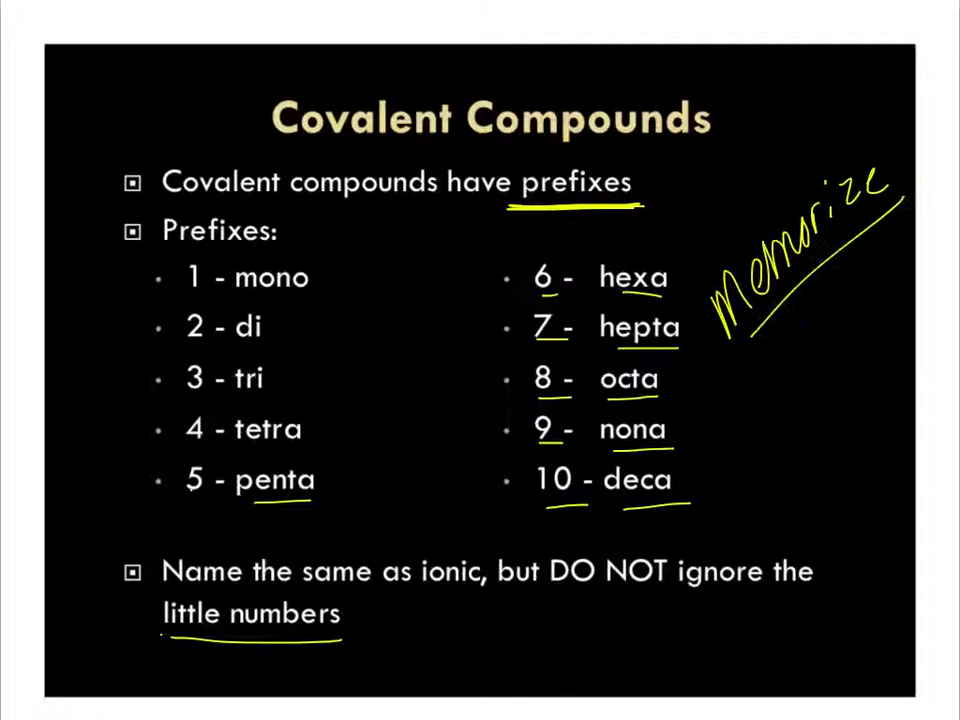 Covalent Compounds
Covalent compounds have prefixes
Prefixes:
1 - mono
2 - di
3 - tri
4 - tetra
5 - penta
6 - hexa
7 - hepta
8 - octa
9 - nona
10 - deca
memorize
Name the same as ionic, but DO NOT ignore the
little numbers